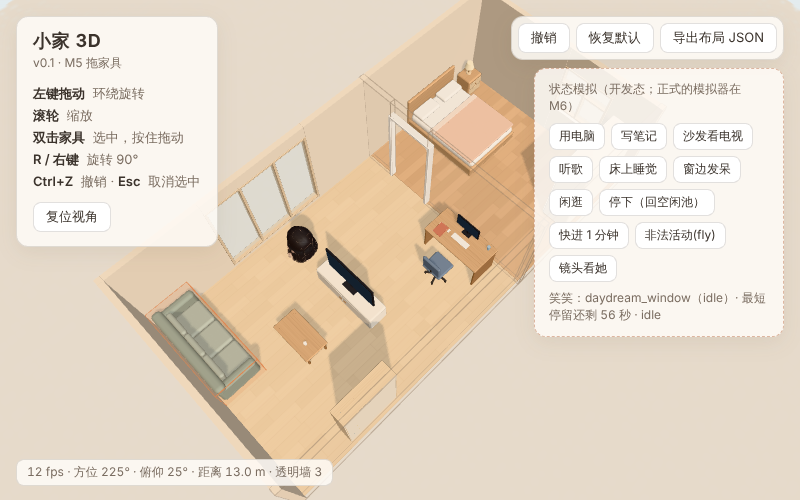 小家 3D
v0.1 · M5 拖家具
左键拖动 环绕旋转
滚轮 缩放
双击家具 选中，按住拖动
R / 右键 旋转 90°
Ctrl+Z 撤销 · Esc 取消选中
复位视角
撤销 恢复默认 导出布局 JSON
状态模拟（开发态；正式的模拟器在
M6）
用电脑 写笔记 沙发看电视
听歌 床上睡觉 窗边发呆
闲逛 停下（回空闲池）
快进 1 分钟 非法活动(fly)
镜头看她
笑笑：daydream_window（idle）· 最短
停留还剩 56 秒 · idle
12 fps · 方位 225° · 俯仰 25° · 距离 13.0 m · 透明墙 3